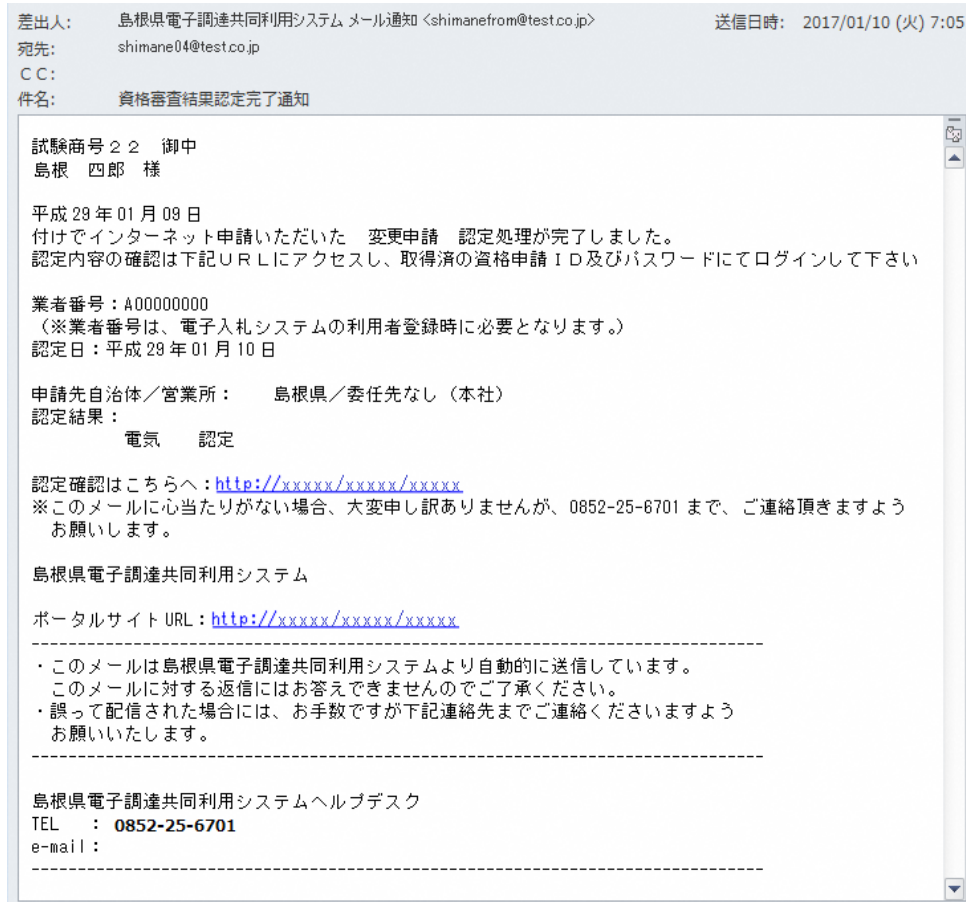 差出人: 島根県電子調達共同利用システム メール通知 <shimanefrom@test.co.jp> 送信日時: 2017/01/10 (火) 7:05
宛先: shimane04@test.co.jp
CC:
件名: 資格審査結果認定完了通知
試験商号22 御中
島根 四郎 様
平成29年01月09日
付けでインターネット申請いただいた 変更申請 認定処理が完了しました。
認定内容の確認は下記URLにアクセスし、取得済の資格申請ID及びパスワードにてログインして下さい
業者番号:A00000000
(※業者番号は、電子入札システムの利用者登録時に必要となります。)
認定日:平成29年01月10日
申請先自治体/営業所: 島根県/委任先なし(本社)
認定結果:
電気 認定
認定確認はこちらへ:http://xxxxx/xxxxx/xxxxx
※このメールに心当たりがない場合、大変申し訳ありませんが、0852-25-6701まで、ご連絡頂きますよう
お願いします。
島根県電子調達共同利用システム
ポータルサイトURL:http://xxxxx/xxxxx/xxxxx
--------------------------------------------------------------------------------
・このメールは島根県電子調達共同利用システムより自動的に送信しています。
このメールに対する返信にはお答えできませんのでご了承ください。
・誤って配信された場合には、お手数ですが下記連絡先までご連絡くださいますよう
お願いいたします。
--------------------------------------------------------------------------------
島根県電子調達共同利用システムヘルプデスク
TEL : 0852-25-6701
e-mail:
--------------------------------------------------------------------------------